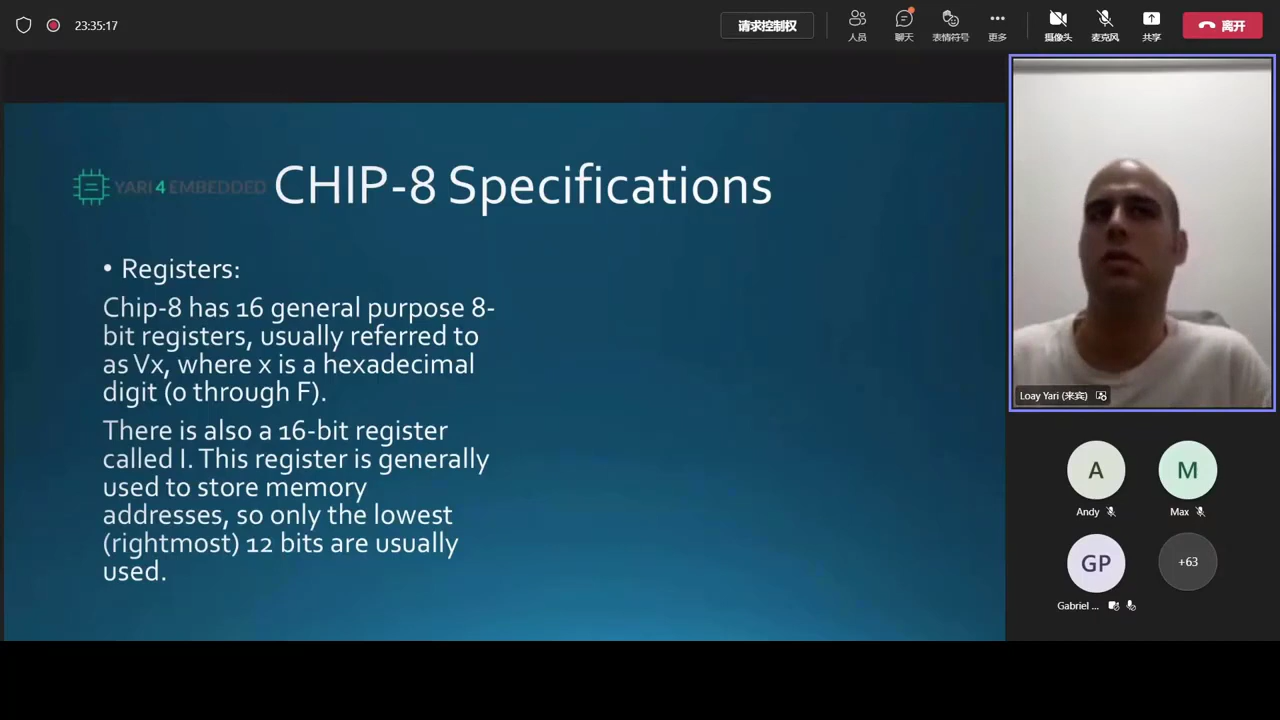 23:35:17
请求控制权
人员
聊天
表情符号
更多
摄像头
麦克风
共享
离开
YARI 4 EMBEDDED
CHIP-8 Specifications
• Registers:
Chip-8 has 16 general purpose 8-
bit registers, usually referred to
as Vx, where x is a hexadecimal
digit (0 through F).
There is also a 16-bit register
called I. This register is generally
used to store memory
addresses, so only the lowest
(rightmost) 12 bits are usually
used.
Loay Yari (来宾)
A
M
Andy
Max
GP
+63
Gabriel ...